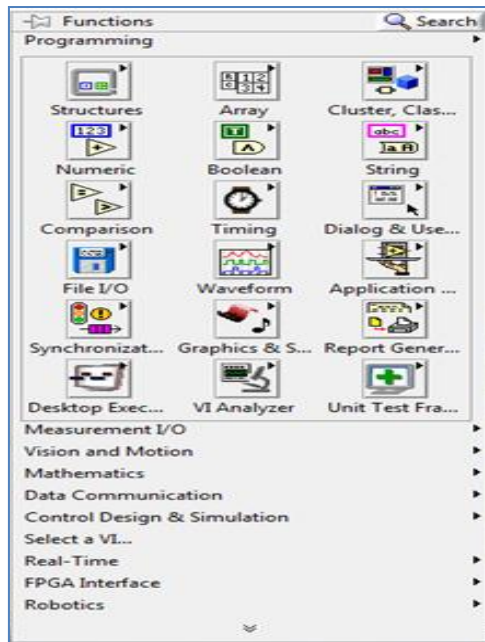 Functions Search
Programming
Structures Array Cluster, Clas...
123 abc
Numeric Boolean String
Comparison Timing Dialog & Use...
File I/O Waveform Application ...
Synchronizat... Graphics & S... Report Gener...
Desktop Exec... VI Analyzer Unit Test Fra...
Measurement I/O
Vision and Motion
Mathematics
Data Communication
Control Design & Simulation
Select a VI...
Real-Time
FPGA Interface
Robotics